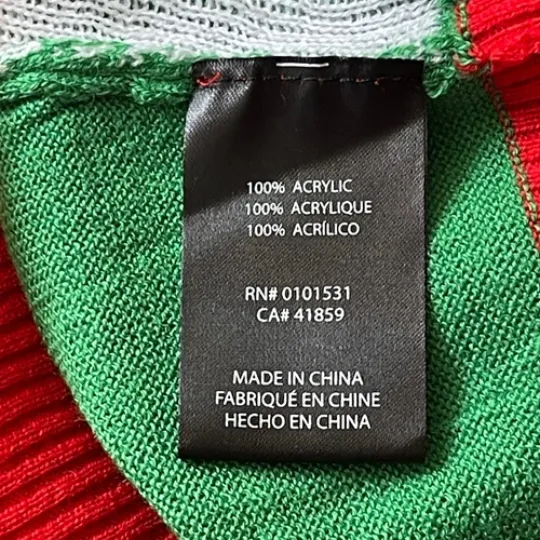 100% ACRYLIC
100% ACRYLIQUE
100% ACRÍLICO
RN# 0101531
CA# 41859
MADE IN CHINA
FABRIQUÉ EN CHINE
HECHO EN CHINA